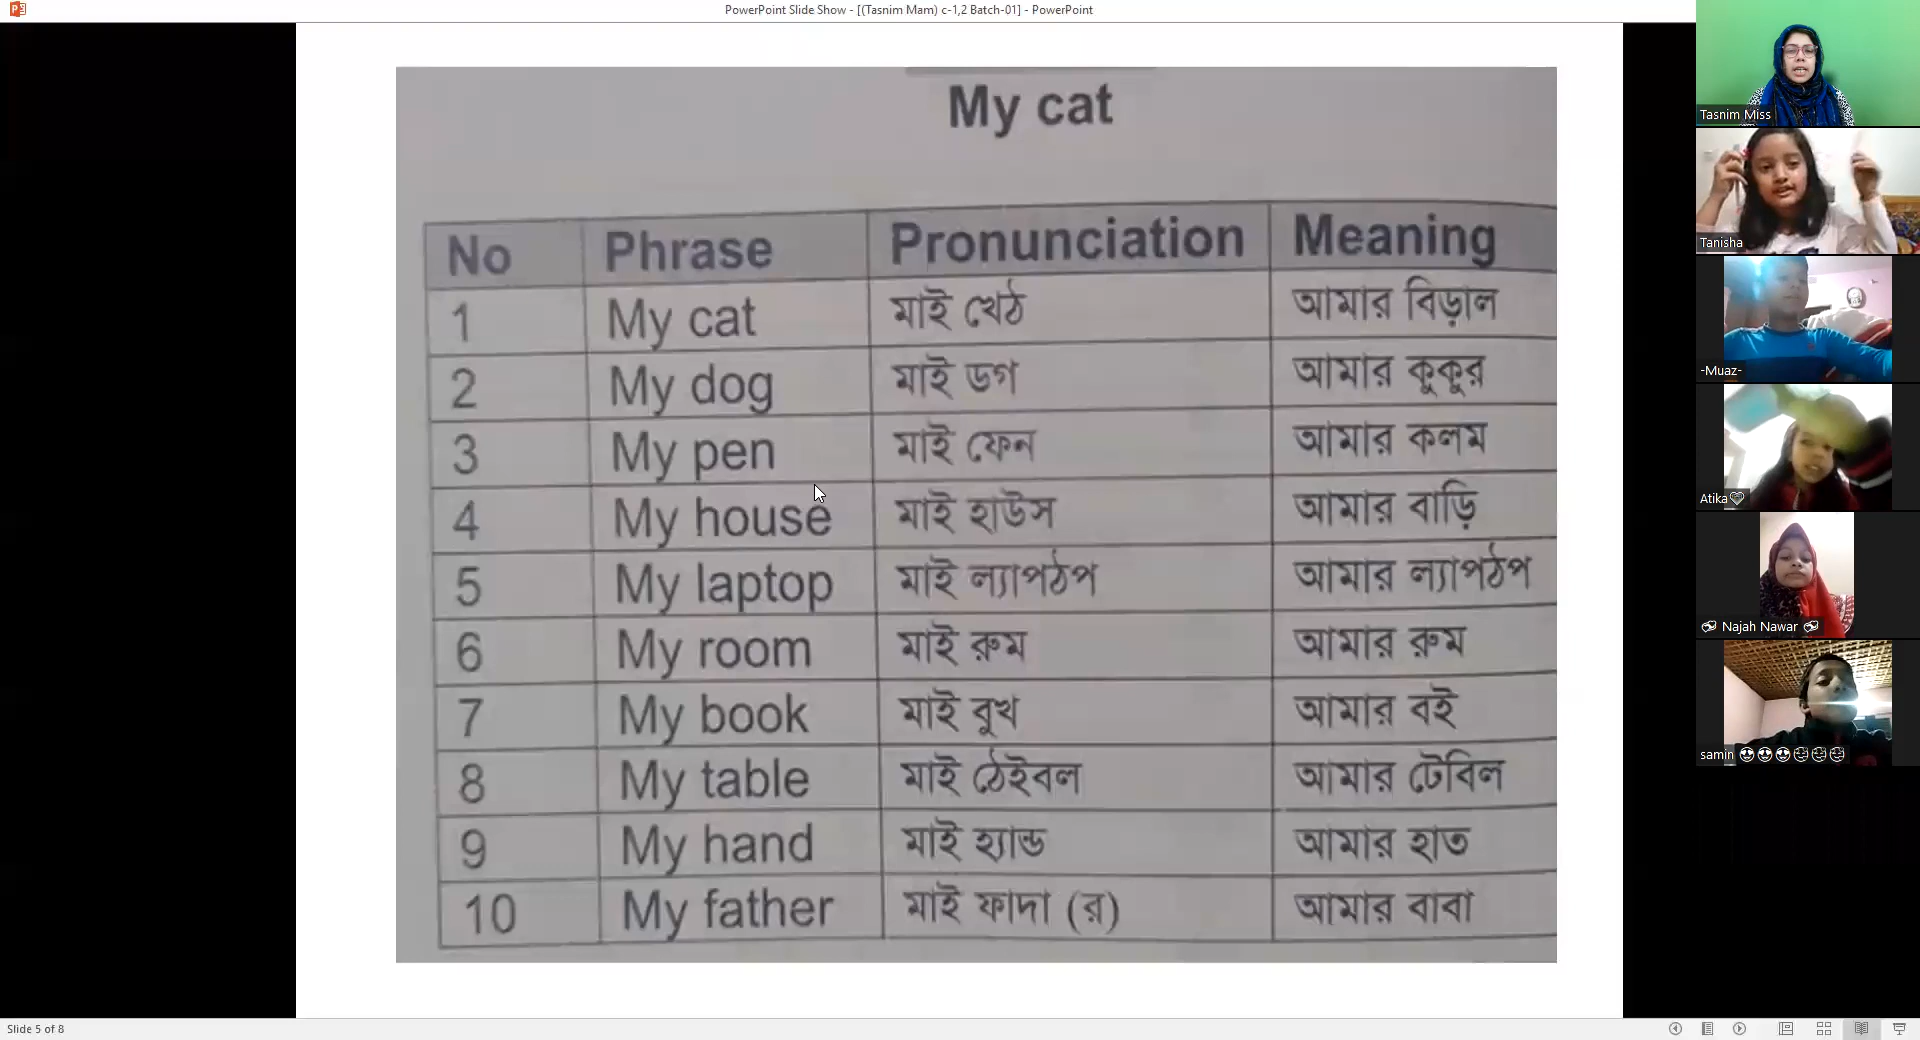 PowerPoint Slide Show - [(Tasnim Mam) c-1,2 Batch-01] - PowerPoint
My cat
No Phrase Pronunciation Meaning
1 My cat মাই খেঠ আমার বিড়াল
2 My dog মাই ডগ আমার কুকুর
3 My pen মাই ফেন আমার কলম
4 My house মাই হাউস আমার বাড়ি
5 My laptop মাই ল্যাপঠপ আমার ল্যাপঠপ
6 My room মাই রুম আমার রুম
7 My book মাই বুখ আমার বই
8 My table মাই ঠেইবল আমার টেবিল
9 My hand মাই হ্যান্ড আমার হাত
10 My father মাই ফাদা (র) আমার বাবা
Tasnim Miss
Tanisha
-Muaz-
Atika
Najah Nawar
samin
Slide 5 of 8